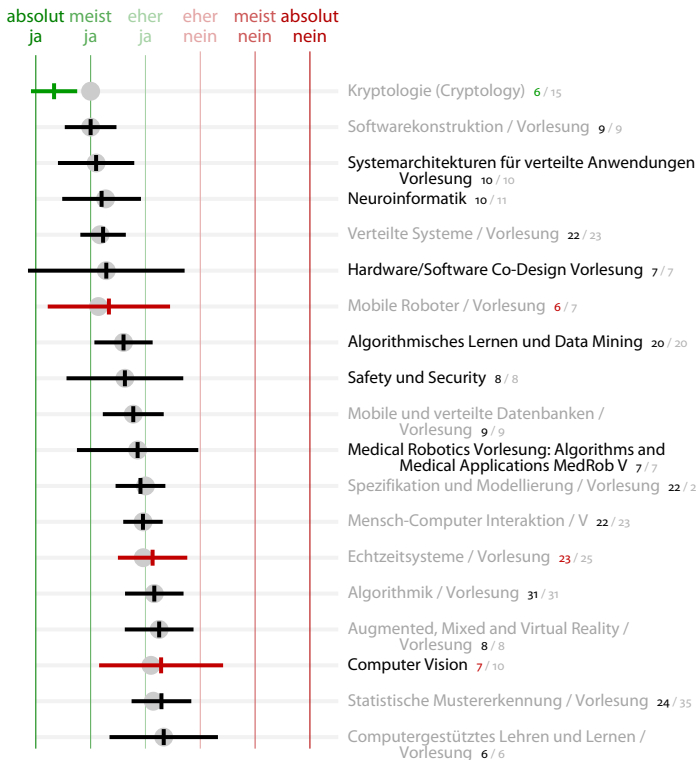 absolut meist eher eher meist absolut
ja ja ja nein nein nein
Kryptologie (Cryptology) 6 / 15
Softwarekonstruktion / Vorlesung 9 / 9
Systemarchitekturen für verteilte Anwendungen
Vorlesung 10 / 10
Neuroinformatik 10 / 11
Verteilte Systeme / Vorlesung 22 / 23
Hardware/Software Co-Design Vorlesung 7 / 7
Mobile Roboter / Vorlesung 6 / 7
Algorithmisches Lernen und Data Mining 20 / 20
Safety und Security 8 / 8
Mobile und verteilte Datenbanken /
Vorlesung 9 / 9
Medical Robotics Vorlesung: Algorithms and
Medical Applications MedRob V 7 / 7
Spezifikation und Modellierung / Vorlesung 22 / 2
Mensch-Computer Interaktion / V 22 / 23
Echtzeitsysteme / Vorlesung 23 / 25
Algorithmik / Vorlesung 31 / 31
Augmented, Mixed and Virtual Reality /
Vorlesung 8 / 8
Computer Vision 7 / 10
Statistische Mustererkennung / Vorlesung 24 / 35
Computergestütztes Lehren und Lernen /
Vorlesung 6 / 6